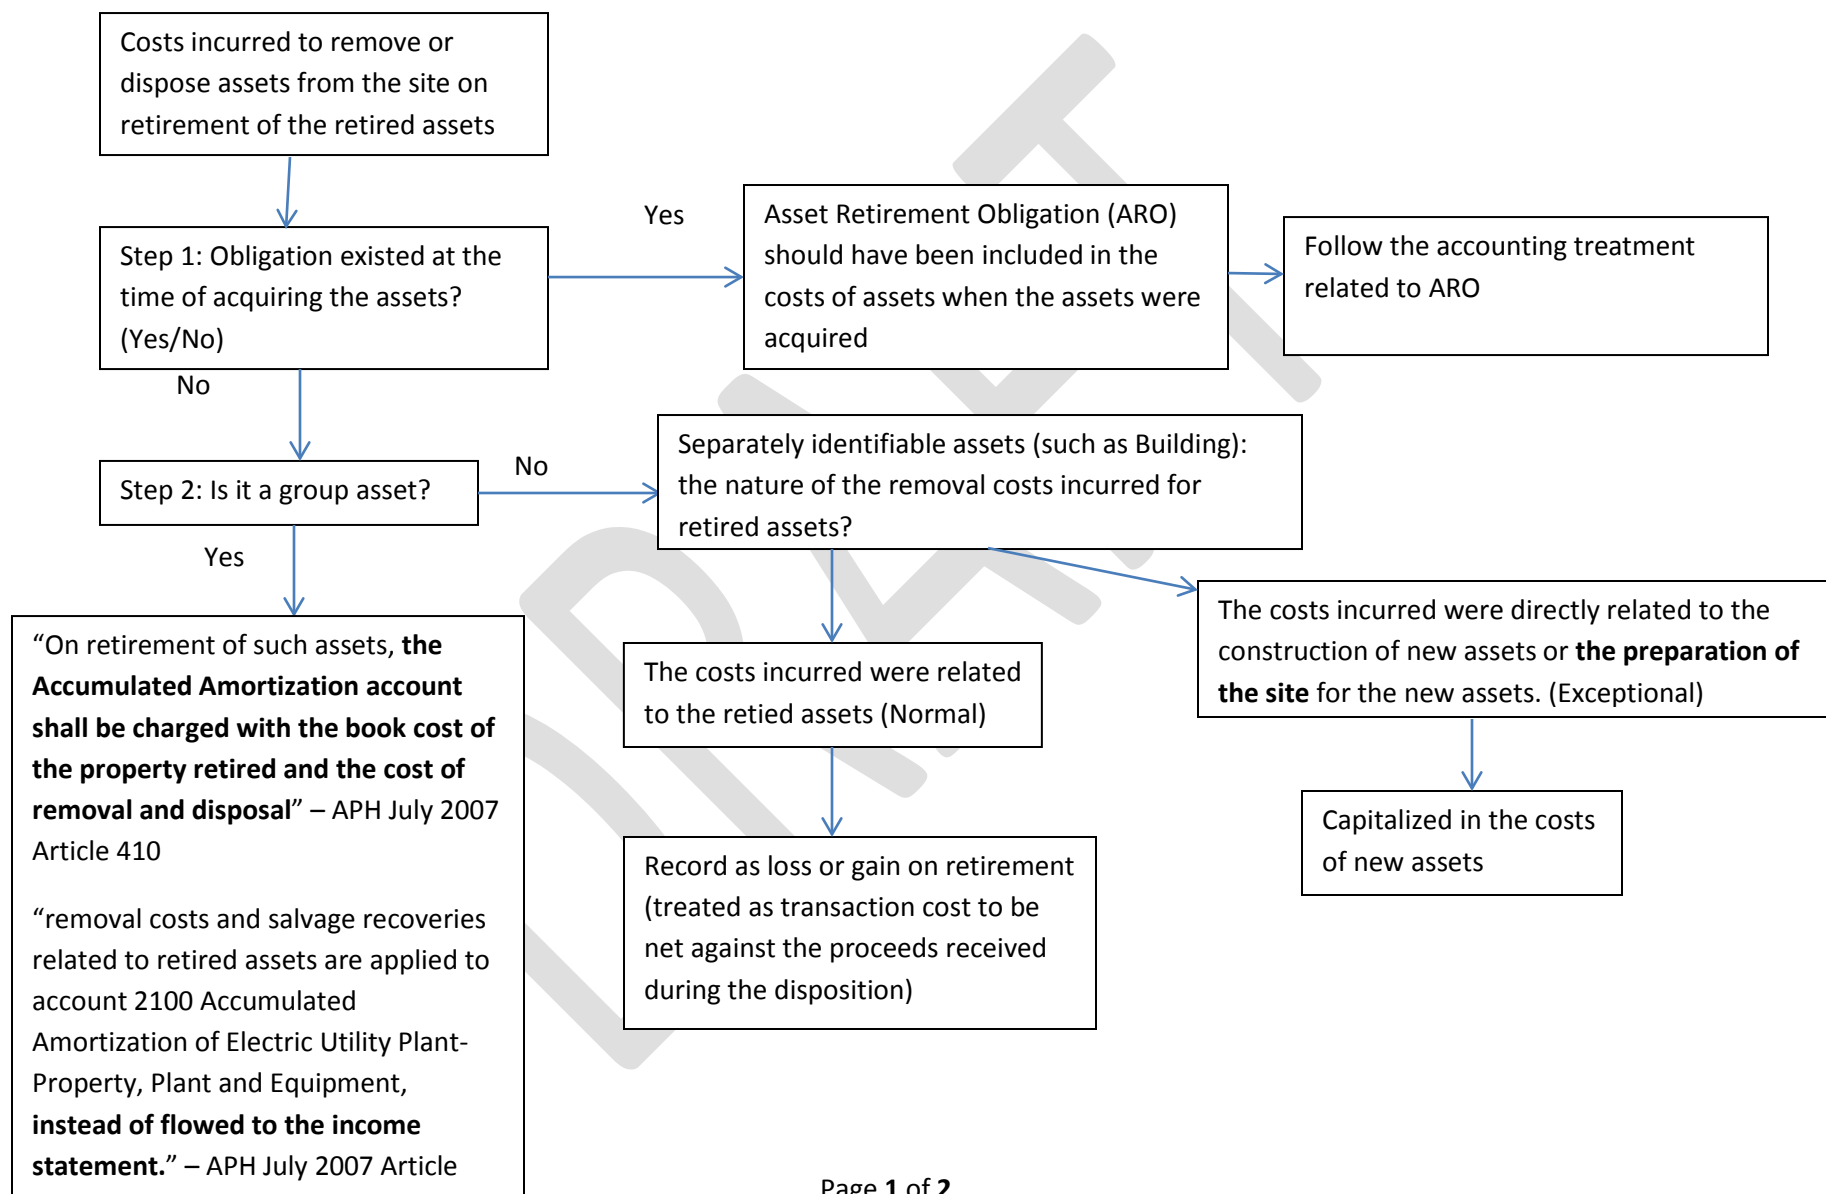 Costs incurred to remove or
dispose assets from the site on
retirement of the retired assets
Yes
Step 1: Obligation existed at the
time of acquiring the assets?
(Yes/No)
Asset Retirement Obligation (ARO)
should have been included in the
costs of assets when the assets were
acquired
Follow the accounting treatment
related to ARO
No
Step 2: Is it a group asset?
No
Separately identifiable assets (such as Building):
the nature of the removal costs incurred for
retired assets?
Yes
“On retirement of such assets, the
Accumulated Amortization account
shall be charged with the book cost of
the property retired and the cost of
removal and disposal” – APH July 2007
Article 410
“removal costs and salvage recoveries
related to retired assets are applied to
account 2100 Accumulated
Amortization of Electric Utility Plant-
Property, Plant and Equipment,
instead of flowed to the income
statement.” – APH July 2007 Article
The costs incurred were related
to the retied assets (Normal)
The costs incurred were directly related to the
construction of new assets or the preparation of
the site for the new assets. (Exceptional)
Record as loss or gain on retirement
(treated as transaction cost to be
net against the proceeds received
during the disposition)
Capitalized in the costs
of new assets
DRAFT
Page 1 of 2